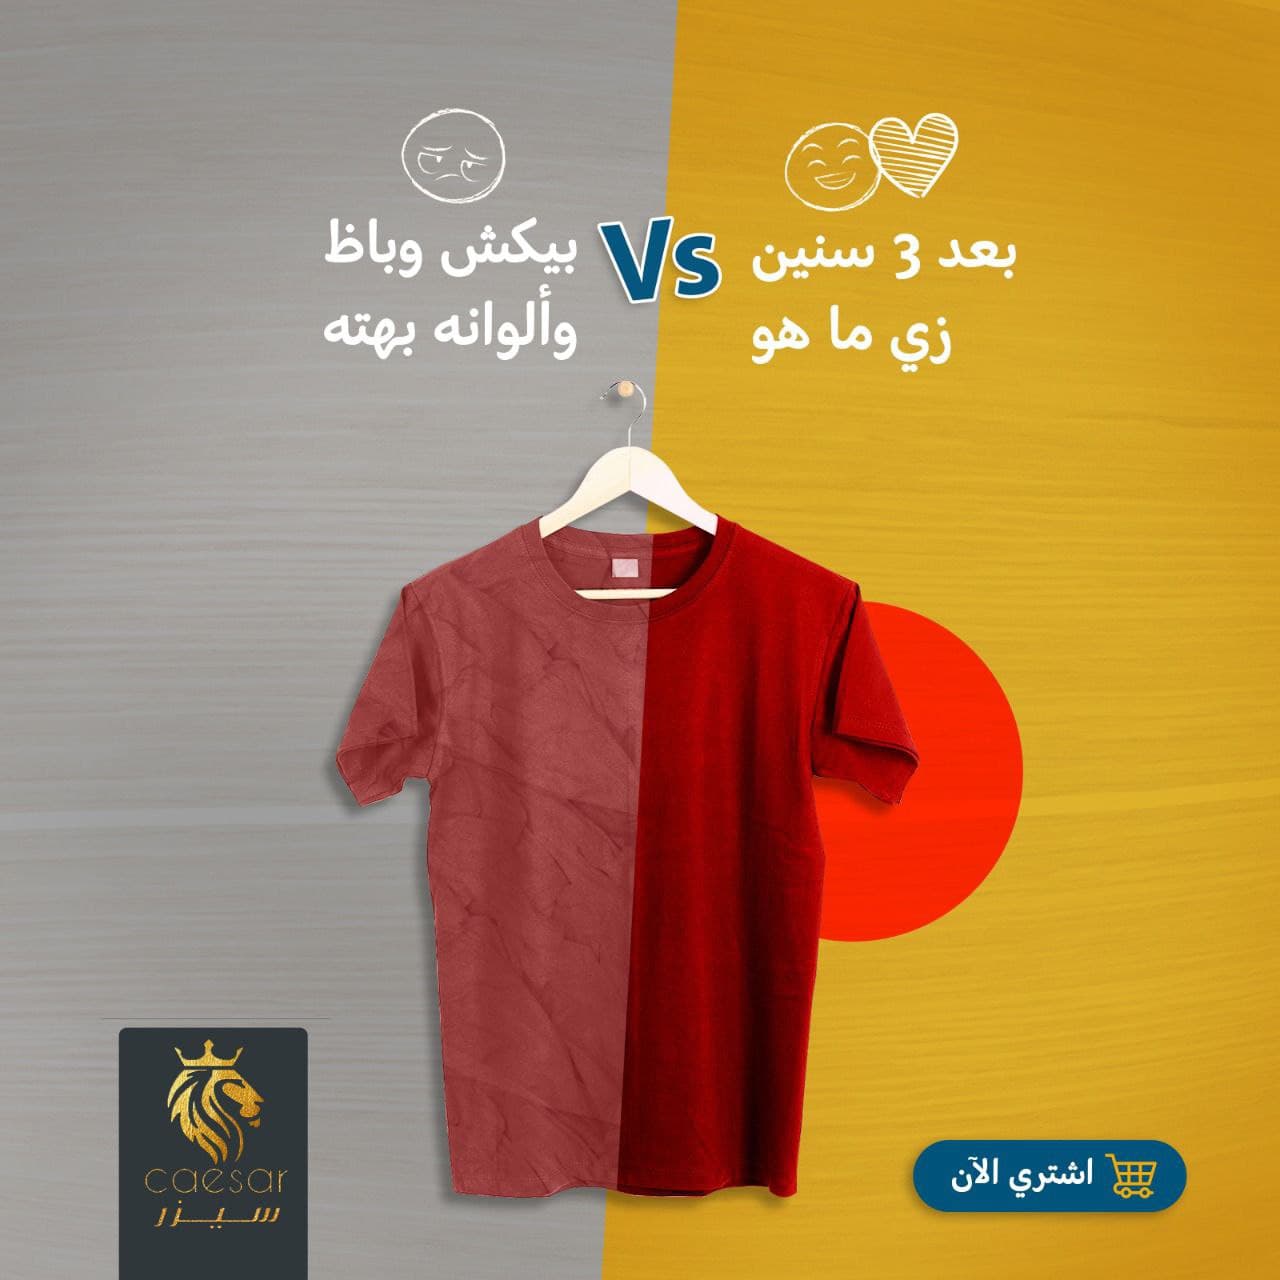 بعد 3 سنين
زي ما هو
Vs
بيكش وباظ
وألوانه بهته
caesar
سيزر
اشتري الآن